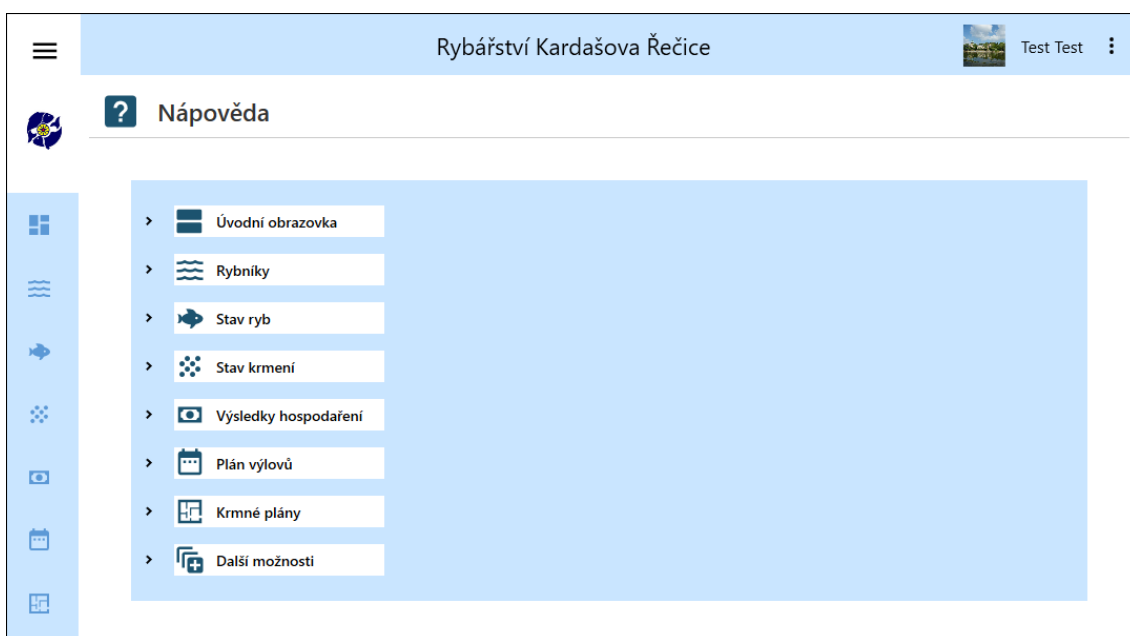 Rybářství Kardašova Řečice
Test Test
Nápověda
Úvodní obrazovka
Rybníky
Stav ryb
Stav krmení
Výsledky hospodaření
Plán výlovů
Krmné plány
Další možnosti